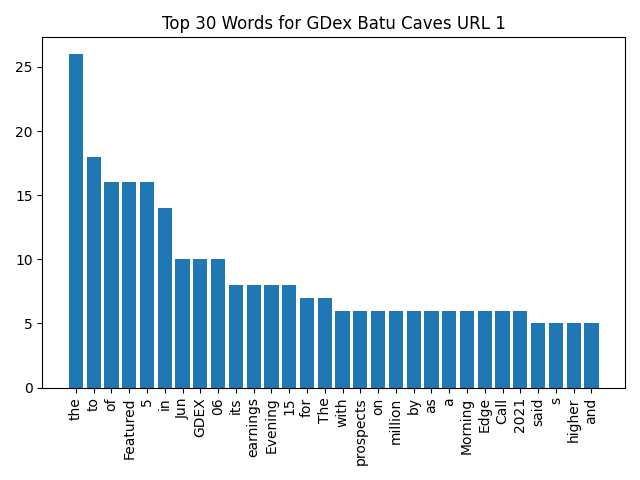 Top 30 Words for GDex Batu Caves URL 1
25
20
15
10
5
0
the
to
of
Featured
5
in
Jun
GDEX
06
its
earnings
Evening
15
for
The
with
prospects
on
million
by
as
a
Morning
Edge
Call
2021
said
s
higher
and